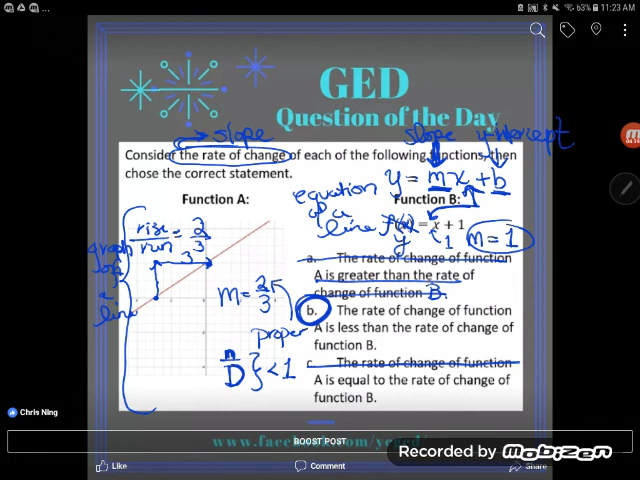 63% 11:23 AM
GED
Question of the Day
slope
slope y-intercept
Consider the rate of change of each of the following functions, then
chose the correct statement.
y = mx + b
equation of a line
Function A:
Function B:
rise/run = 2/3
3
f(x) = x + 1
y
1
m = 1
graph of a line
m = 2/3
proper
n/D } < 1
a. The rate of change of function
A is greater than the rate of
change of function B.
b. The rate of change of function
A is less than the rate of change of
function B.
c. The rate of change of function
A is equal to the rate of change of
function B.
Chris Ning
BOOST POST
Recorded by Mobizen
Like
Comment
Share